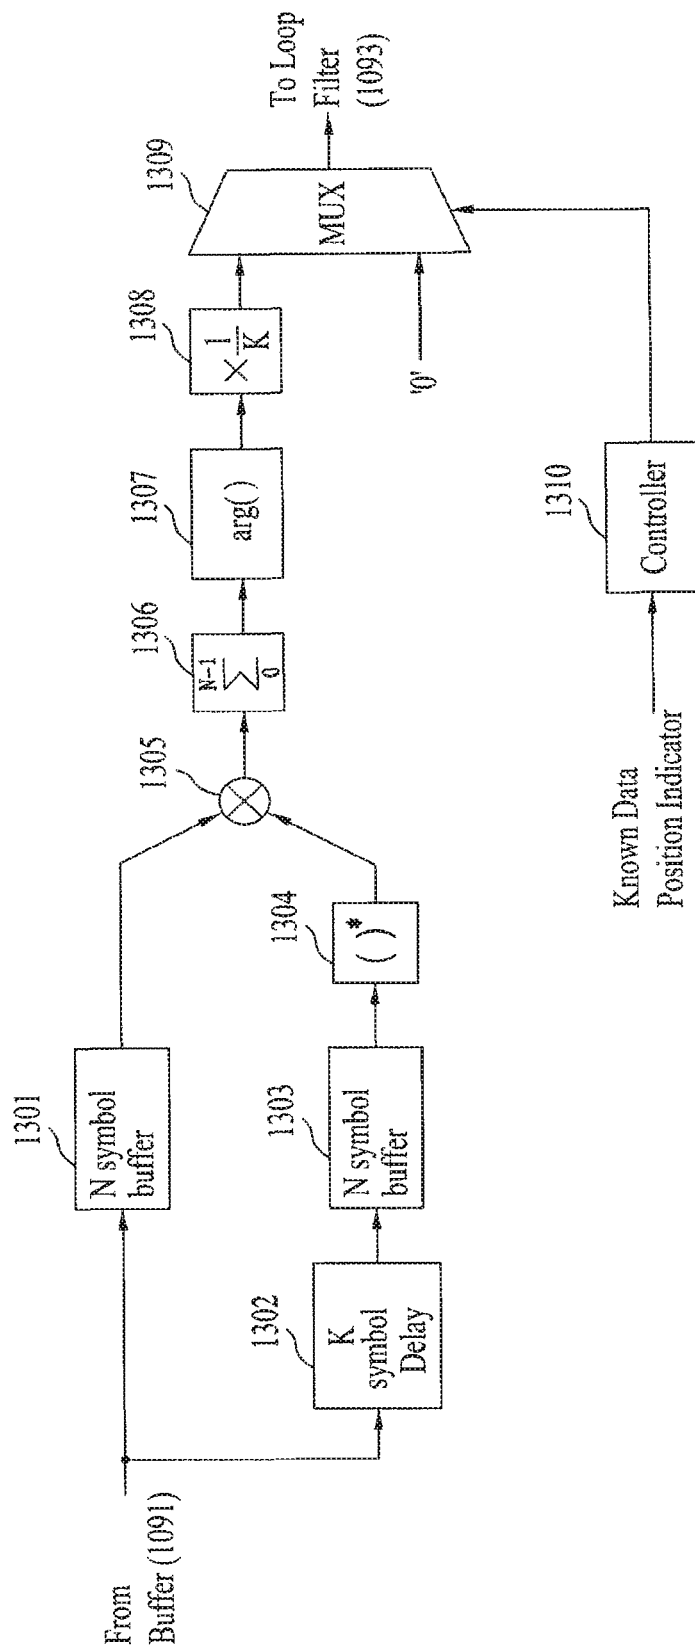 From
Buffer (1091)
1301
N symbol
buffer
1302
K
symbol
Delay
1303
N symbol
buffer
1304
( )*
1305
1306
N-1
∑
0
1307
arg()
1308
× 1/K
1309
MUX
'0'
To Loop
Filter
(1093)
Known Data
Position Indicator
1310
Controller